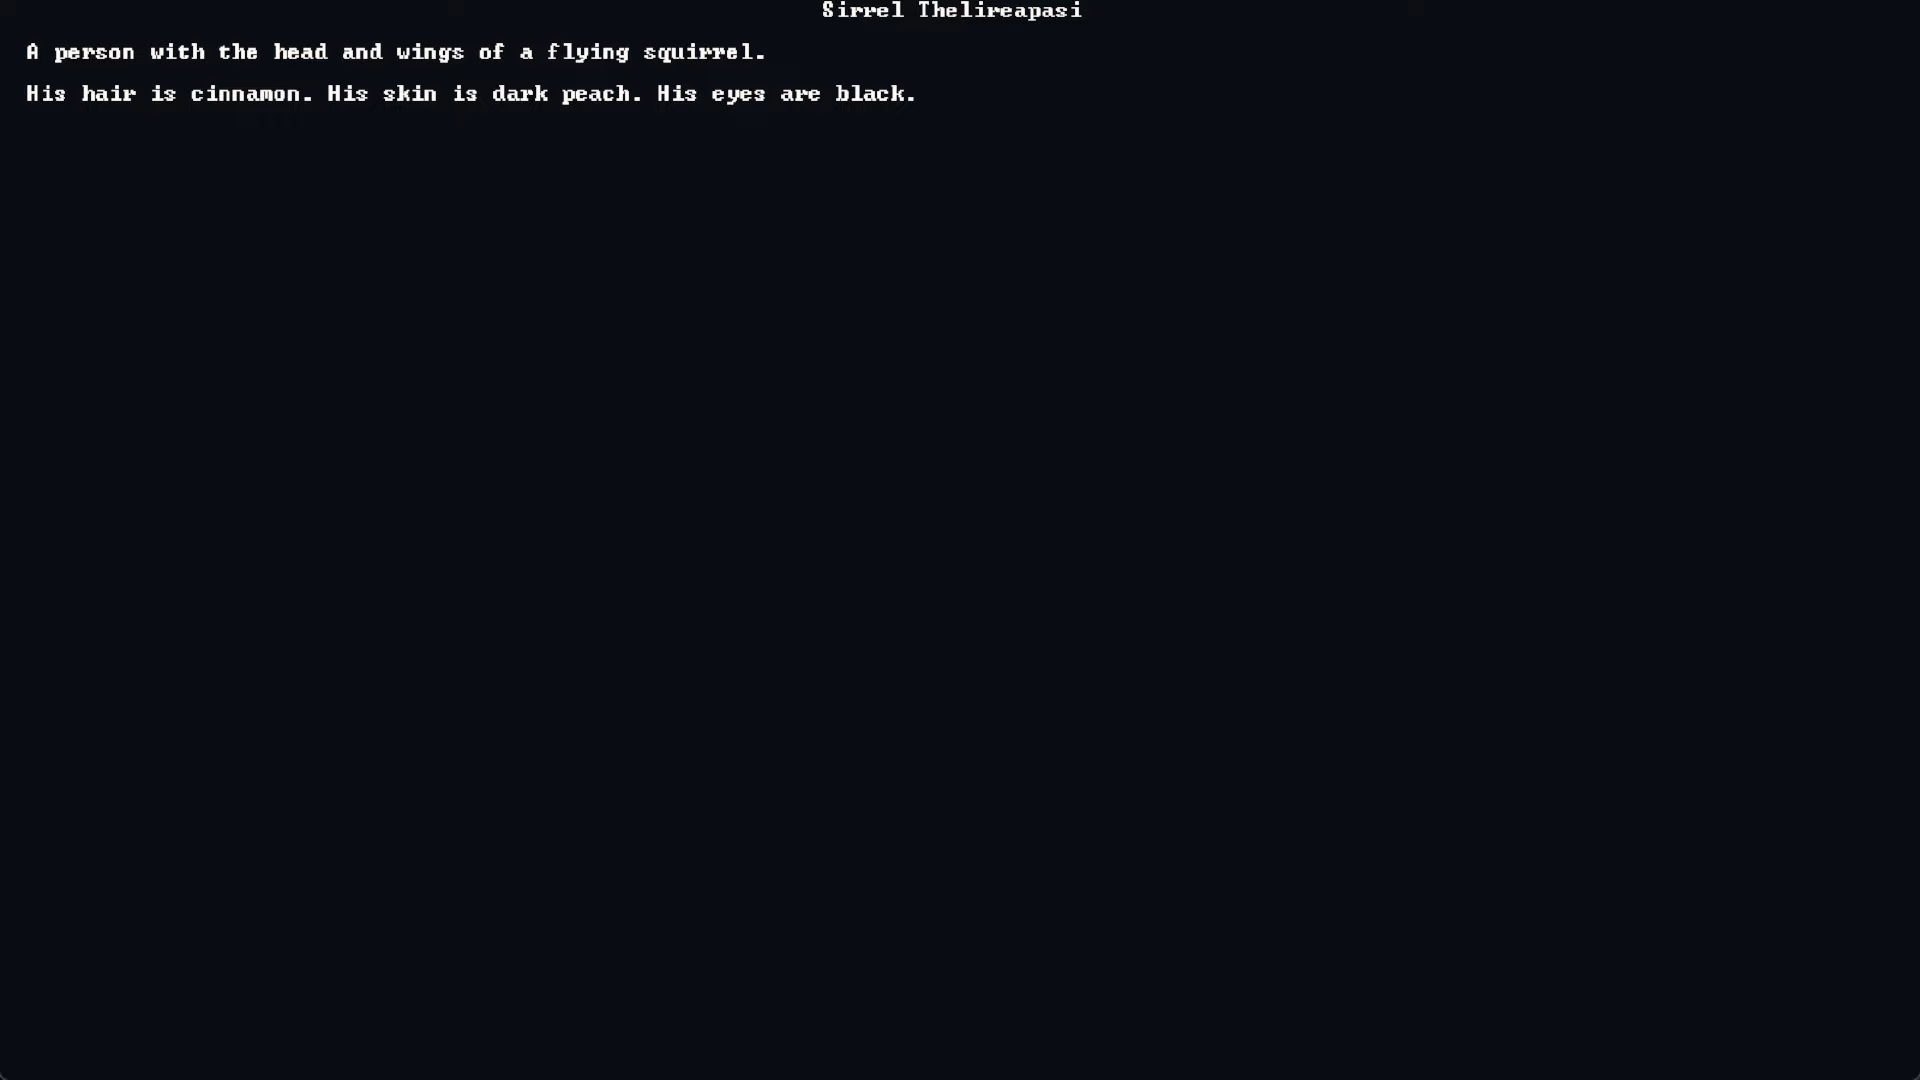 Sirrel Thelireapasi
A person with the head and wings of a flying squirrel.
His hair is cinnamon. His skin is dark peach. His eyes are black.